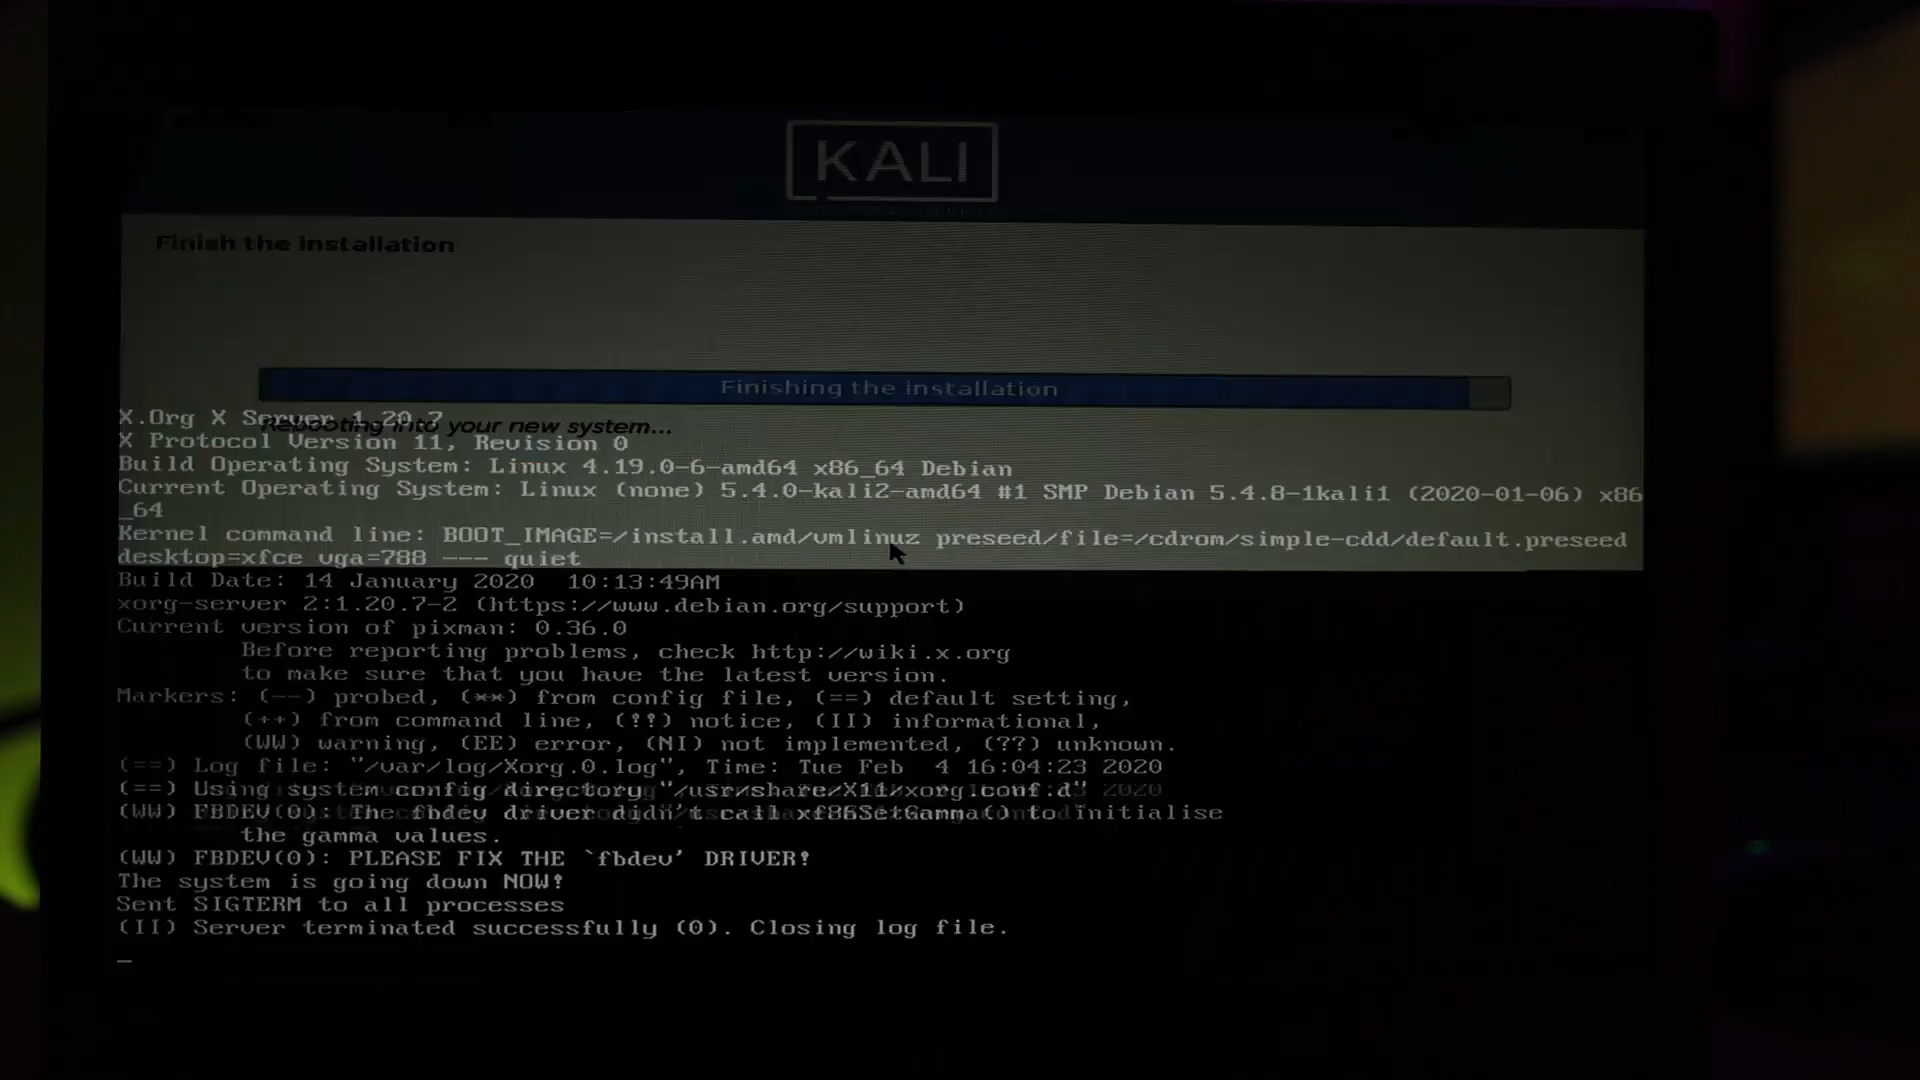 KALI
Finish the installation
Finishing the installation
Rebooting into your new system...
X.Org X Server 1.20.7
X Protocol Version 11, Revision 0
Build Operating System: Linux 4.19.0-6-amd64 x86_64 Debian
Current Operating System: Linux (none) 5.4.0-kali2-amd64 #1 SMP Debian 5.4.8-1kali1 (2020-01-06) x86
_64
Kernel command line: BOOT_IMAGE=/install.amd/vmlinuz preseed/file=/cdrom/simple-cdd/default.preseed
desktop=xfce vga=788 --- quiet
Build Date: 14 January 2020  10:13:49AM
xorg-server 2:1.20.7-2 (https://www.debian.org/support)
Current version of pixman: 0.36.0
Before reporting problems, check http://wiki.x.org
to make sure that you have the latest version.
Markers: (--) probed, (**) from config file, (==) default setting,
(++) from command line, (!!) notice, (II) informational,
(WW) warning, (EE) error, (NI) not implemented, (??) unknown.
(==) Log file: "/var/log/Xorg.0.log", Time: Tue Feb  4 16:04:23 2020
(==) Using system config directory "/usr/share/X11/xorg.conf.d"
(WW) FBDEV(0): The fbdev driver didn't call xf86SetGamma() to initialise
the gamma values.
(WW) FBDEV(0): PLEASE FIX THE `fbdev' DRIVER!
The system is going down NOW!
Sent SIGTERM to all processes
(II) Server terminated successfully (0). Closing log file.